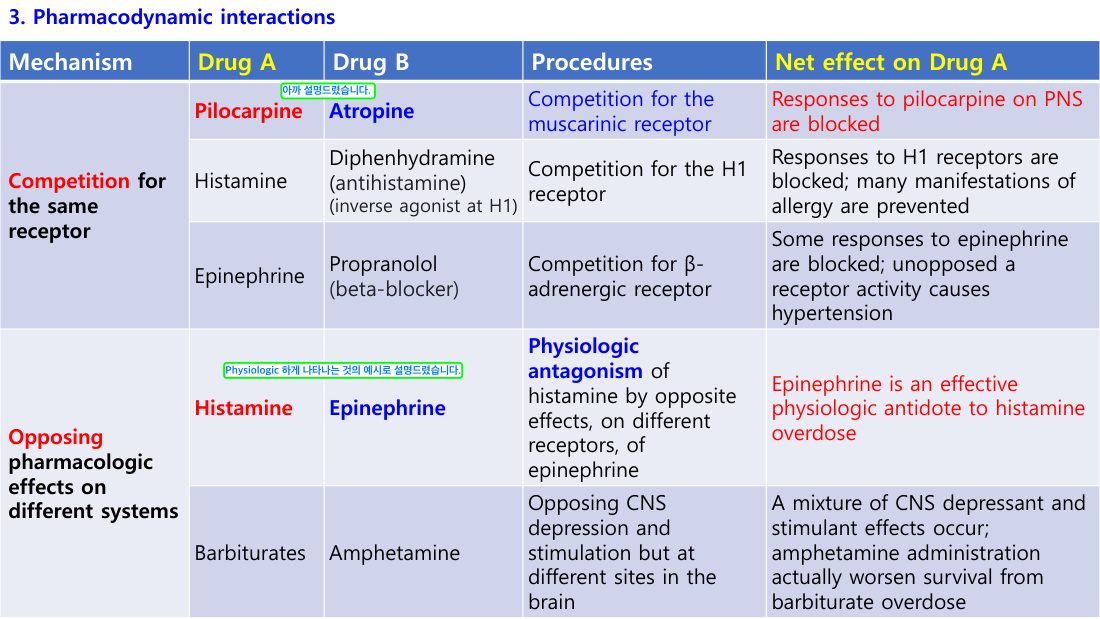 3. Pharmacodynamic interactions
Mechanism
Drug A
Drug B
Procedures
Net effect on Drug A
Competition for
the same
receptor
아까 설명드렸습니다.
Pilocarpine
Atropine
Competition for the
muscarinic receptor
Responses to pilocarpine on PNS
are blocked
Histamine
Diphenhydramine
(antihistamine)
(inverse agonist at H1)
Competition for the H1
receptor
Responses to H1 receptors are
blocked; many manifestations of
allergy are prevented
Epinephrine
Propranolol
(beta-blocker)
Competition for β-
adrenergic receptor
Some responses to epinephrine
are blocked; unopposed a
receptor activity causes
hypertension
Opposing
pharmacologic
effects on
different systems
Physiologic 하게 나타나는 것의 예시로 설명드렸습니다.
Histamine
Epinephrine
Physiologic
antagonism of
histamine by opposite
effects, on different
receptors, of
epinephrine
Epinephrine is an effective
physiologic antidote to histamine
overdose
Barbiturates
Amphetamine
Opposing CNS
depression and
stimulation but at
different sites in the
brain
A mixture of CNS depressant and
stimulant effects occur;
amphetamine administration
actually worsen survival from
barbiturate overdose